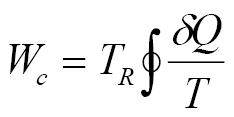 W_c = T_R ∮ δQ / T